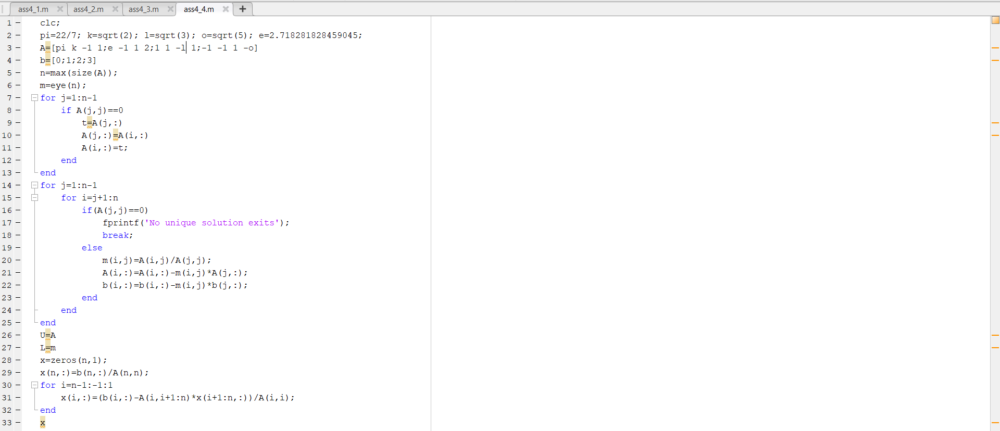 ass4_1.m ass4_2.m ass4_3.m ass4_4.m
1 clc;
2 pi=22/7; k=sqrt(2); l=sqrt(3); o=sqrt(5); e=2.718281828459045;
3 A=[pi k -1 1;e -1 1 2;1 1 -l 1;-1 -1 1 -o]
4 b=[0;1;2;3]
5 n=max(size(A));
6 m=eye(n);
7 for j=1:n-1
8 if A(j,j)==0
9 t=A(j,:)
10 A(j,:)=A(i,:)
11 A(i,:)=t;
12 end
13 end
14 for j=1:n-1
15 for i=j+1:n
16 if(A(j,j)==0)
17 fprintf('No unique solution exits');
18 break;
19 else
20 m(i,j)=A(i,j)/A(j,j);
21 A(i,:)=A(i,:)-m(i,j)*A(j,:);
22 b(i,:)=b(i,:)-m(i,j)*b(j,:);
23 end
24 end
25 end
26 U=A
27 L=m
28 x=zeros(n,1);
29 x(n,:)=b(n,:)/A(n,n);
30 for i=n-1:-1:1
31 x(i,:)=(b(i,:)-A(i,i+1:n)*x(i+1:n,:))/A(i,i);
32 end
33 x